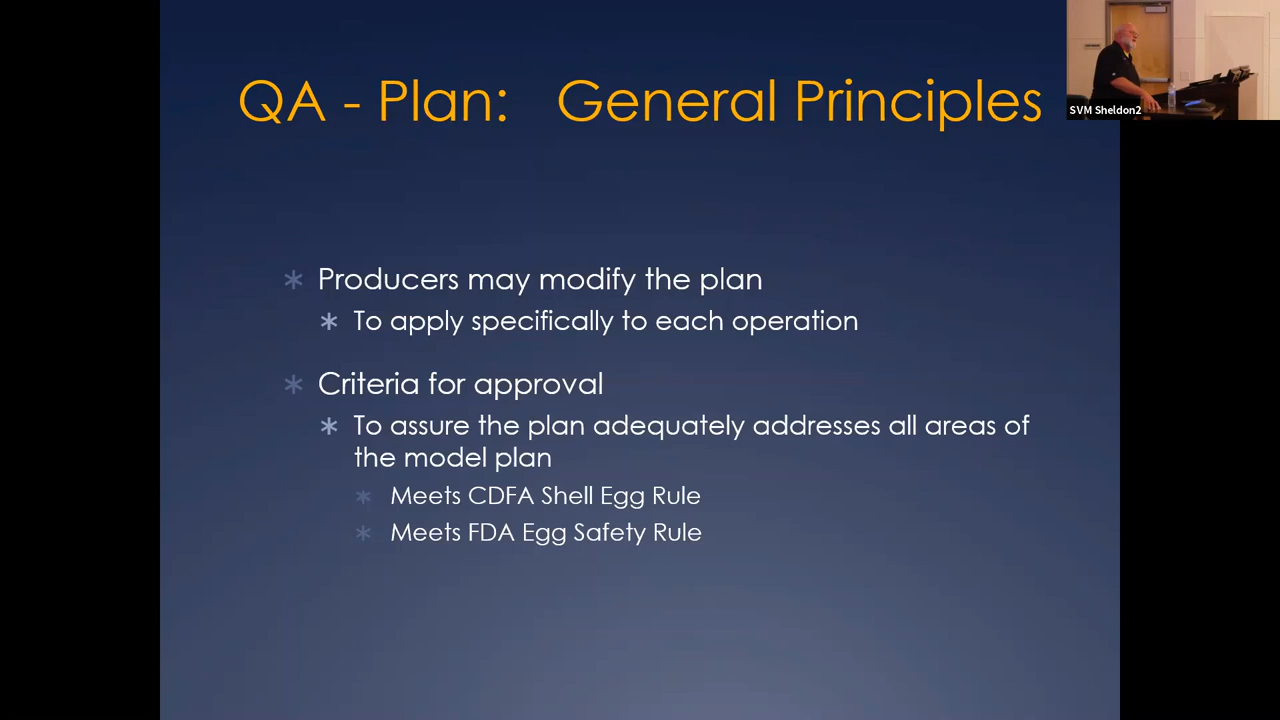 QA - Plan: General Principles
SVM Sheldon2
Producers may modify the plan
To apply specifically to each operation
Criteria for approval
To assure the plan adequately addresses all areas of
the model plan
Meets CDFA Shell Egg Rule
Meets FDA Egg Safety Rule